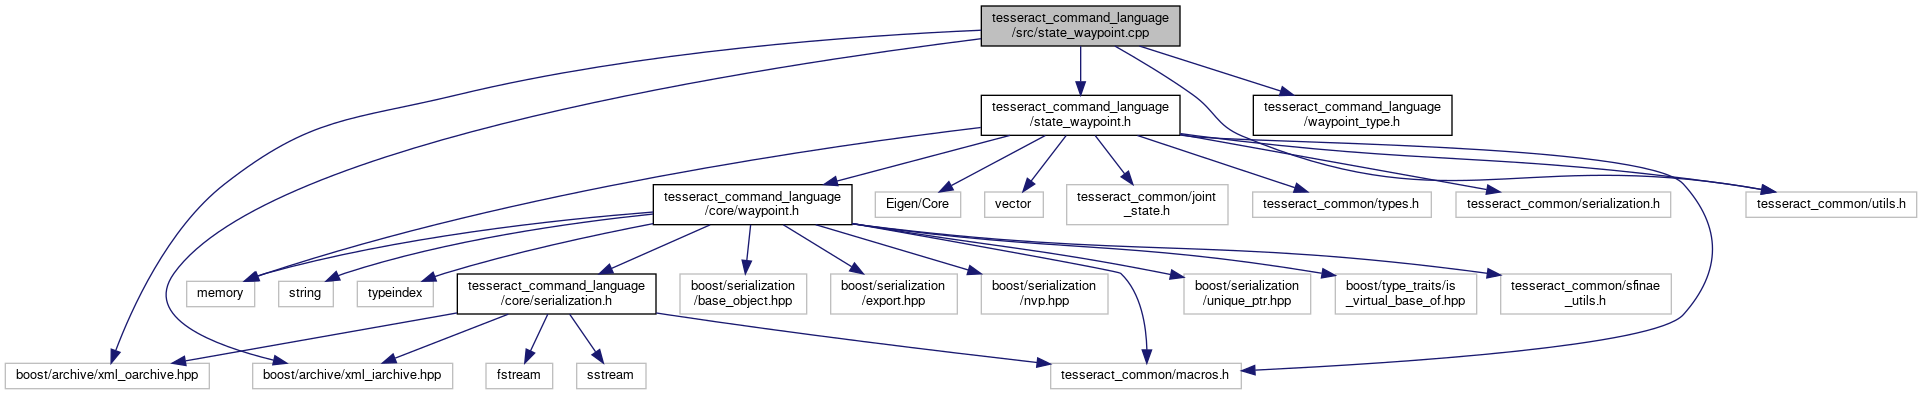 tesseract_command_language
/src/state_waypoint.cpp
tesseract_command_language
/state_waypoint.h
tesseract_command_language
/waypoint_type.h
tesseract_command_language
/core/waypoint.h
Eigen/Core
vector
tesseract_common/joint
_state.h
tesseract_common/types.h
tesseract_common/serialization.h
tesseract_common/utils.h
memory
string
typeindex
tesseract_command_language
/core/serialization.h
boost/serialization
/base_object.hpp
boost/serialization
/export.hpp
boost/serialization
/nvp.hpp
boost/serialization
/unique_ptr.hpp
boost/type_traits/is
_virtual_base_of.hpp
tesseract_common/sfinae
_utils.h
boost/archive/xml_oarchive.hpp
boost/archive/xml_iarchive.hpp
fstream
sstream
tesseract_common/macros.h